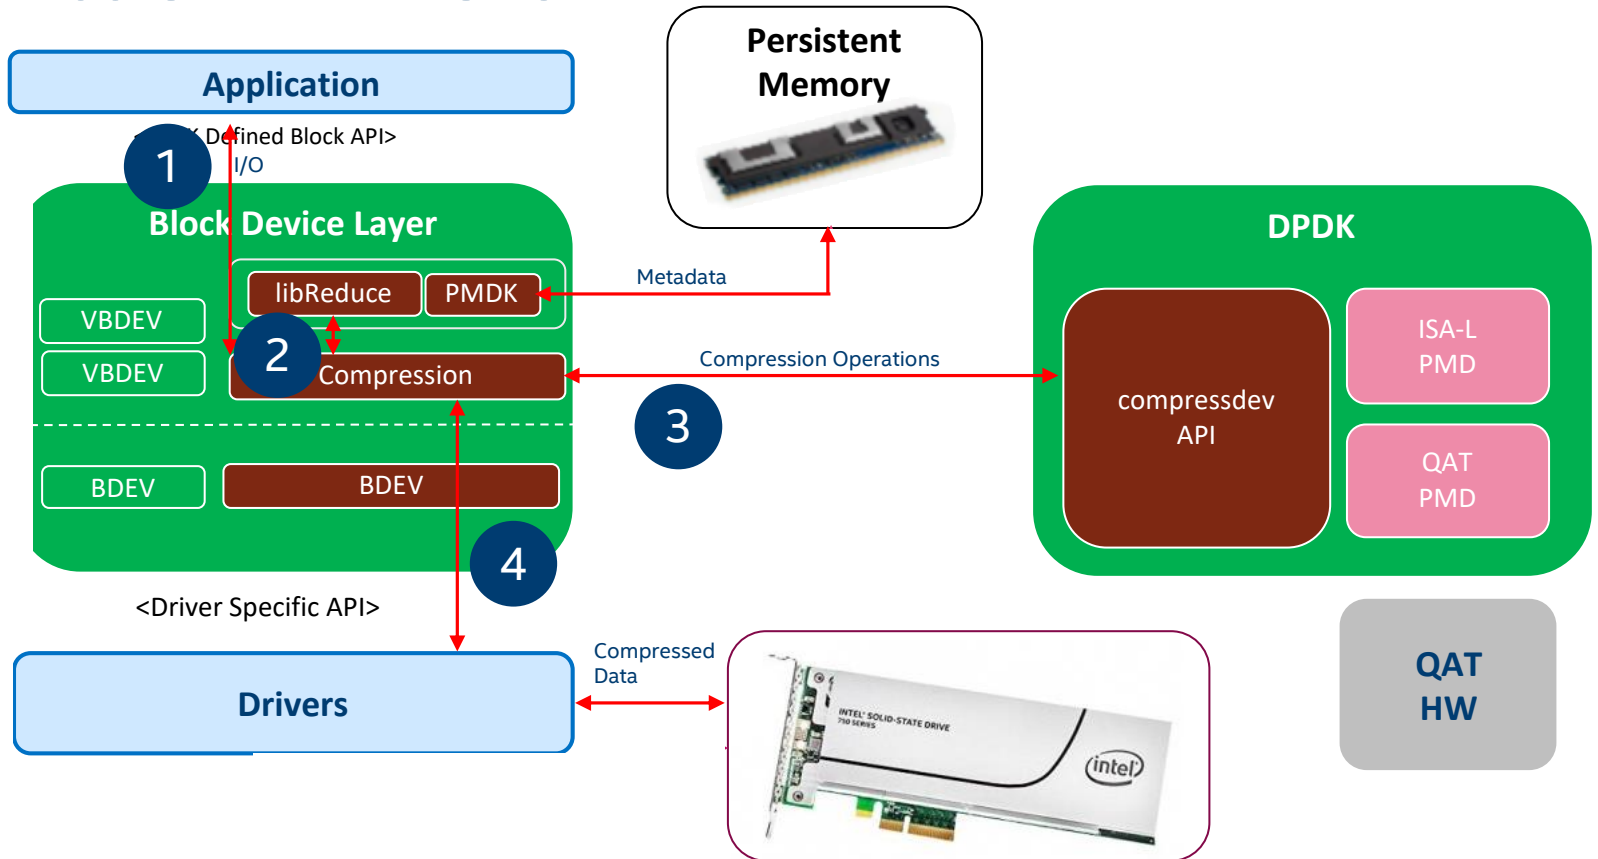 Application
Defined Block API>
I/O
1
Block Device Layer
libReduce
PMDK
VBDEV
VBDEV
2
Compression
BDEV
BDEV
4
<Driver Specific API>
Drivers
Persistent
Memory
Metadata
Compression Operations
3
Compressed
Data
INTEL® SOLID-STATE DRIVE
750 SERIES
intel
DPDK
compressdev
API
ISA-L
PMD
QAT
PMD
QAT
HW